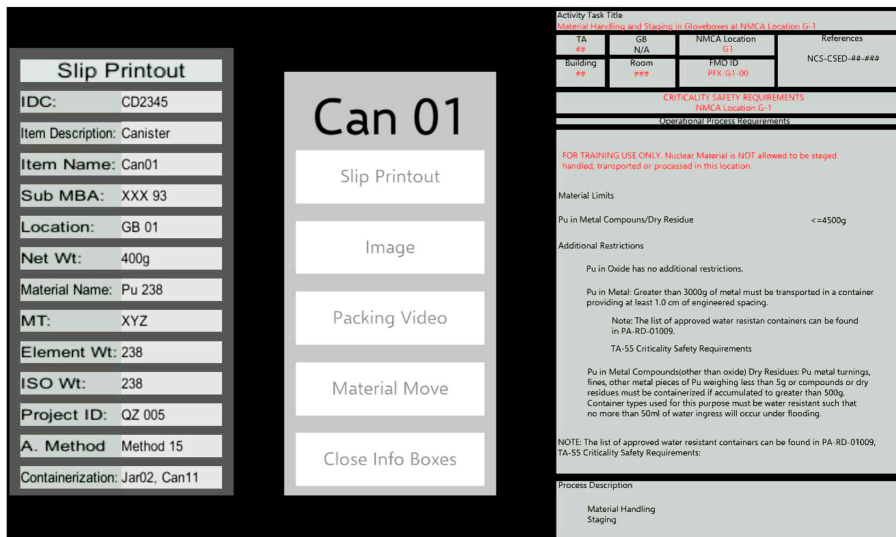 Slip Printout
IDC: CD2345
Item Description: Canister
Item Name: Can01
Sub MBA: XXX 93
Location: GB 01
Net Wt: 400g
Material Name: Pu 238
MT: XYZ
Element Wt: 238
ISO Wt: 238
Project ID: QZ 005
A. Method Method 15
Containerization: Jar02, Can11
Can 01
Slip Printout
Image
Packing Video
Material Move
Close Info Boxes
Activity Task Title
Material Handling and Staging in Gloveboxes at NMCA Location G-1
TA GB NMCA Location References
## N/A G1
Building Room FMO ID NCS-CSED-##-###
## ### PFX-G1-00
CRITICALITY SAFETY REQUIREMENTS
NMCA Location G-1
Operational Process Requirements
FOR TRAINING USE ONLY, Nuclear Material is NOT allowed to be staged
handled, transported or processed in this location.
Material Limits
Pu in Metal Compouns/Dry Residue <=4500g
Additional Restrictions
Pu in Oxide has no additional restrictions.
Pu in Metal: Greater than 3000g of metal must be transported in a container
providing at least 1.0 cm of engineered spacing.
Note: The list of approved water resistan containers can be found
in PA-RD-01009.
TA-55 Criticality Safety Requirements
Pu in Metal Compounds(other than oxide) Dry Residues: Pu metal turnings,
fines, other metal pieces of Pu weighing less than 5g or compounds or dry
residues must be containerized if accumulated to greater than 500g.
Container types used for this purpose must be water resistant such that
no more than 50ml of water ingress will occur under flooding.
NOTE: The list of approved water resistant containers can be found in PA-RD-01009,
TA-55 Criticality Safety Requirements:
Process Description
Material Handling
Staging